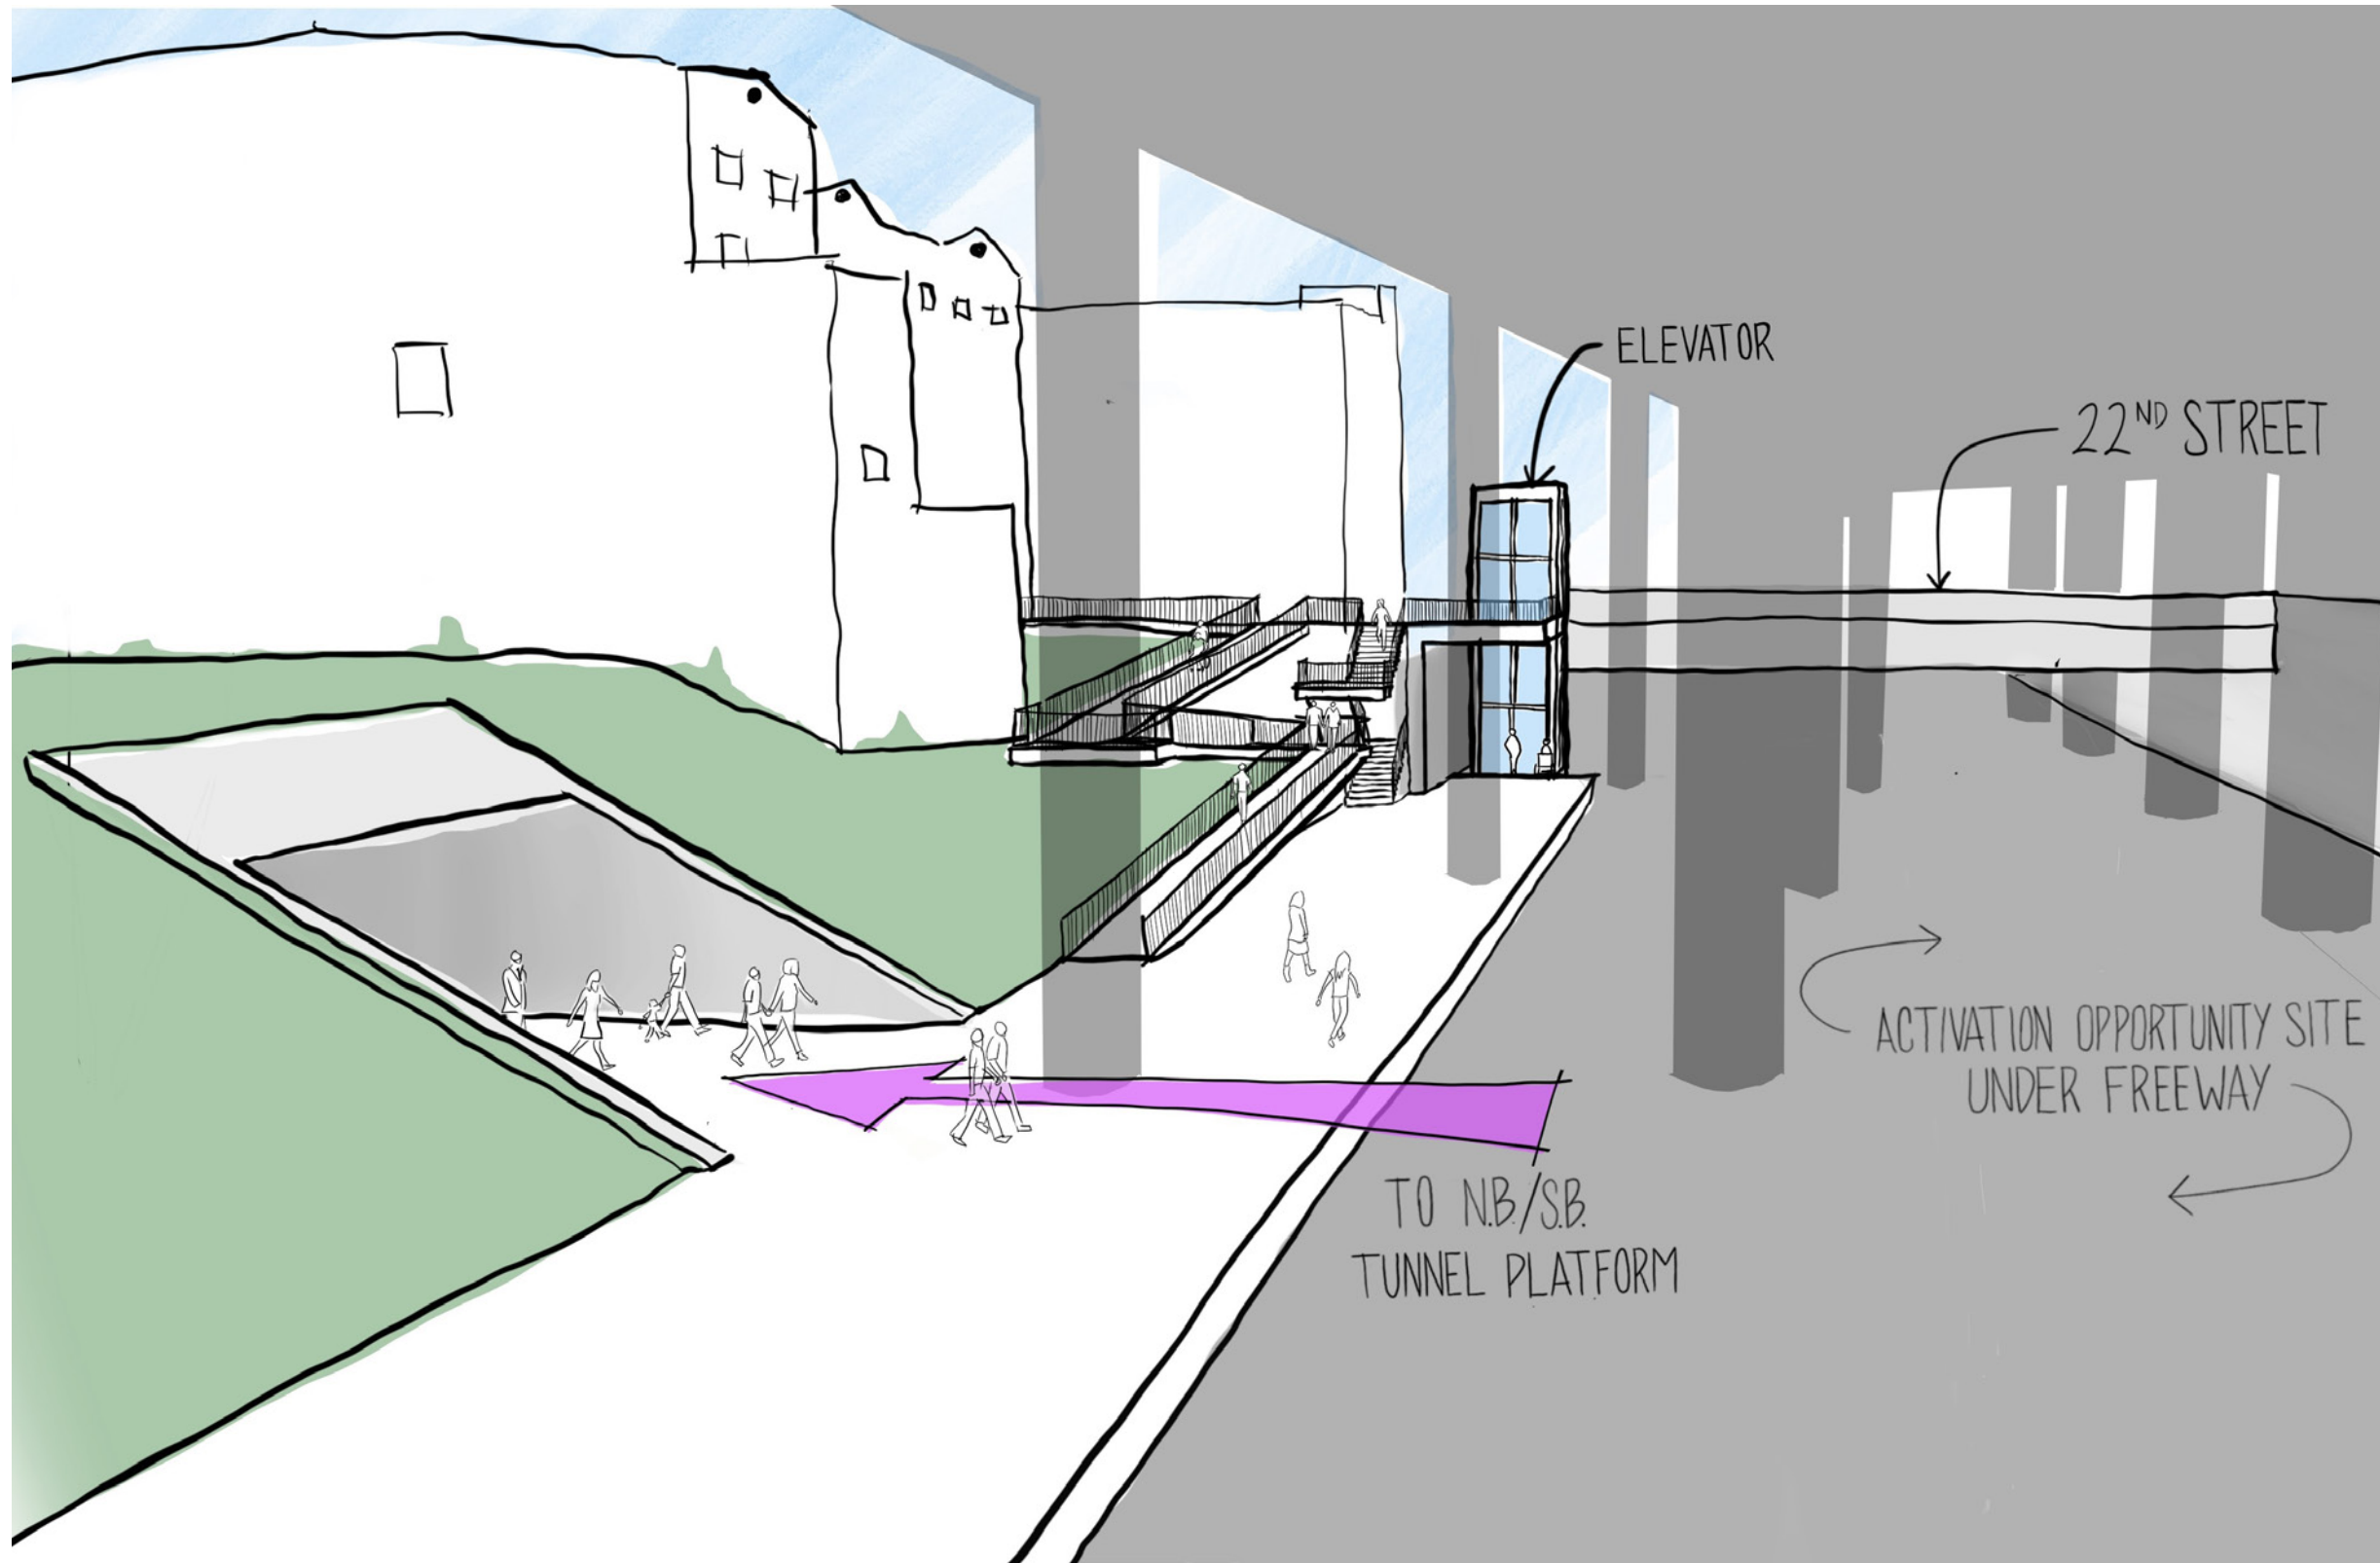 ELEVATOR
22ND STREET
ACTIVATION OPPORTUNITY SITE
UNDER FREEWAY
TO N.B./S.B.
TUNNEL PLATFORM